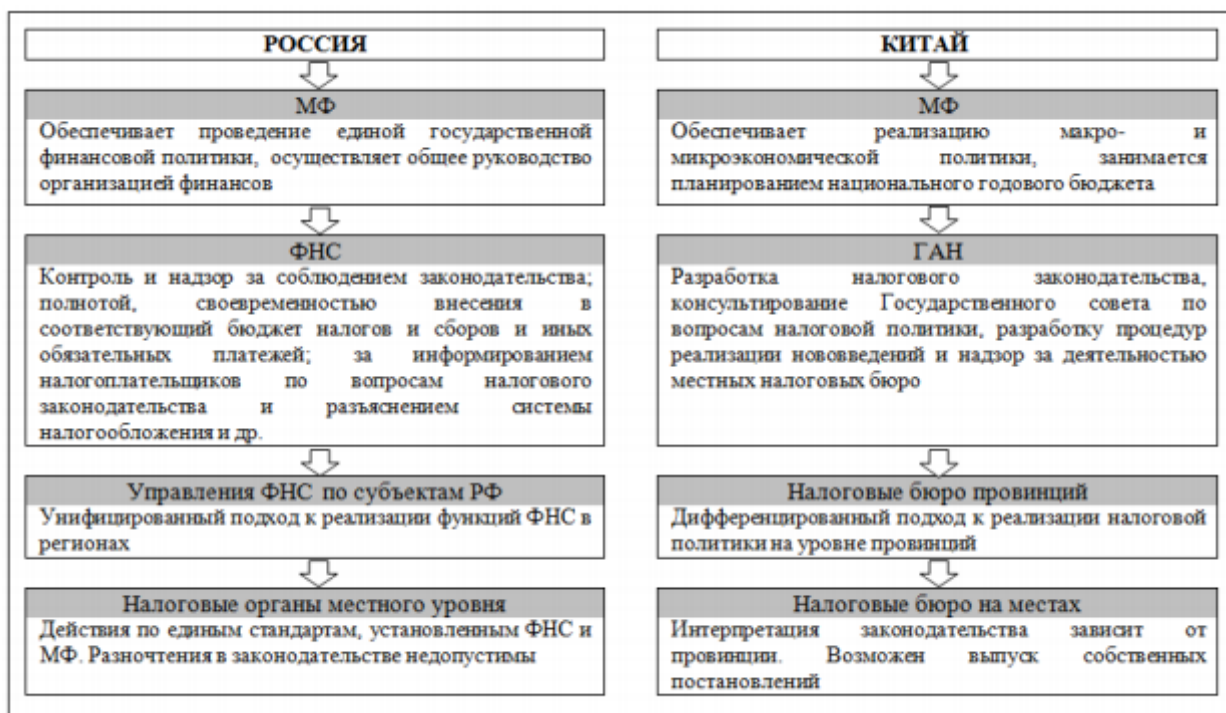 РОССИЯ
МФ
Обеспечивает проведение единой государственной
финансовой политики, осуществляет общее руководство
организацией финансов
ФНС
Контроль и надзор за соблюдением законодательства;
полнотой, своевременностью внесения в
соответствующий бюджет налогов и сборов и иных
обязательных платежей; за информированием
налогоплательщиков по вопросам налогового
законодательства и разъяснением системы
налогообложения и др.
Управления ФНС по субъектам РФ
Унифицированный подход к реализации функций ФНС в
регионах
Налоговые органы местного уровня
Действия по единым стандартам, установленным ФНС и
МФ. Разночтения в законодательстве недопустимы
КИТАЙ
МФ
Обеспечивает реализацию макро- и
микроэкономической политики, занимается
планированием национального годового бюджета
ГАН
Разработка налогового законодательства,
консультирование Государственного совета по
вопросам налоговой политики, разработку процедур
реализации нововведений и надзор за деятельностью
местных налоговых бюро
Налоговые бюро провинций
Дифференцированный подход к реализации налоговой
политики на уровне провинций
Налоговые бюро на местах
Интерпретация законодательства зависит от
провинции. Возможен выпуск собственных
постановлений